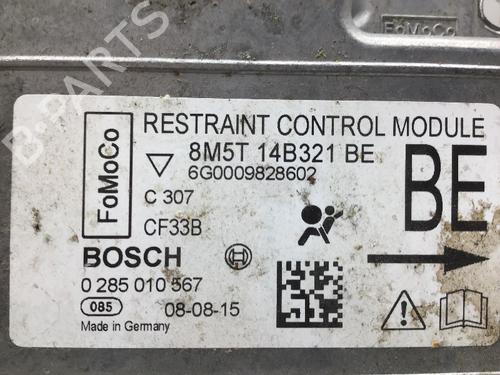 FoMoCo
B-PARTS
FoMoCo
RESTRAINT CONTROL MODULE
8M5T 14B321 BE
6G0009828602
BE
C 307
CF33B
BOSCH
0 285 010 567
085
08-08-15
Made in Germany